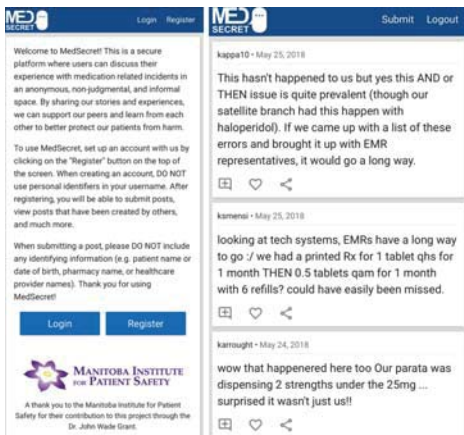 MED
SECRET
Login Register
Welcome to MedSecret! This is a secure
platform where users can discuss their
experience with medication related incidents in
an anonymous, non-judgmental, and informal
space. By sharing our stories and experiences,
we can support our peers and learn from each
other to better protect our patients from harm.
To use MedSecret, set up an account with us by
clicking on the "Register" button on the top of
the screen. When creating an account, DO NOT
use personal identifiers in your username. After
registering, you will be able to submit posts,
view posts that have been created by others,
and much more.
When submitting a post, please DO NOT include
any identifying information (e.g. patient name or
date of birth, pharmacy name, or healthcare
provider names). Thank you for using
MedSecret!
Login
Register
MANITOBA INSTITUTE
FOR PATIENT SAFETY
A thank you to the Manitoba Institute for Patient
Safety for their contribution to this project through the
Dr. John Wade Grant.
MED
SECRET
Submit Logout
kappa10 • May 25, 2018
This hasn't happened to us but yes this AND or
THEN issue is quite prevalent (though our
satellite branch had this happen with
haloperidol). If we came up with a list of these
errors and brought it up with EMR
representatives, it would go a long way.
ksmensi • May 25, 2018
looking at tech systems, EMRs have a long way
to go :/ we had a printed Rx for 1 tablet qhs for
1 month THEN 0.5 tablets qam for 1 month
with 6 refills? could have easily been missed.
karrought • May 24, 2018
wow that happenered here too Our parata was
dispensing 2 strengths under the 25mg ...
surprised it wasn't just us!!